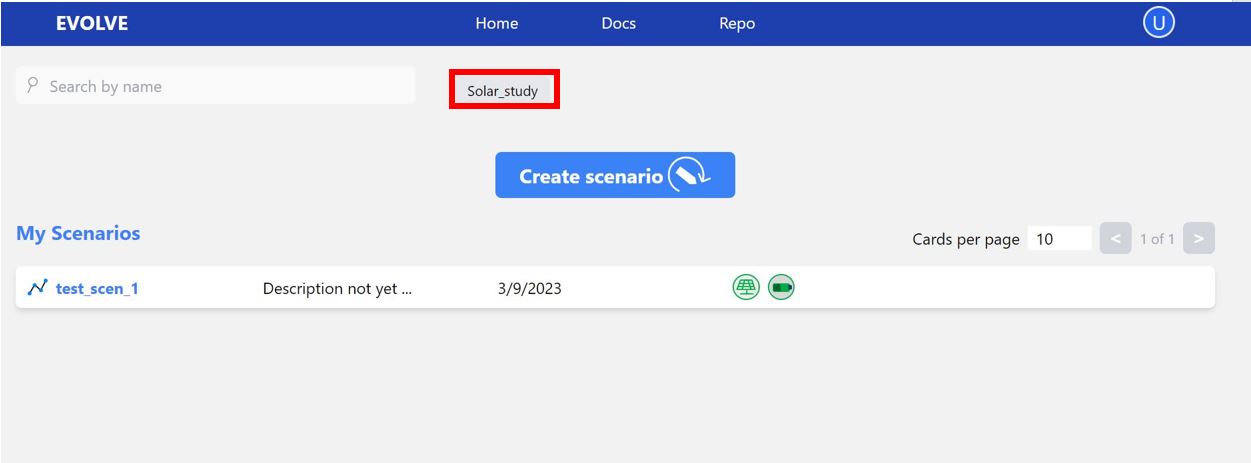 EVOLVE Home Docs Repo U
Search by name Solar_study
Create scenario
My Scenarios Cards per page 10 < 1 of 1 >
test_scen_1 Description not yet ... 3/9/2023